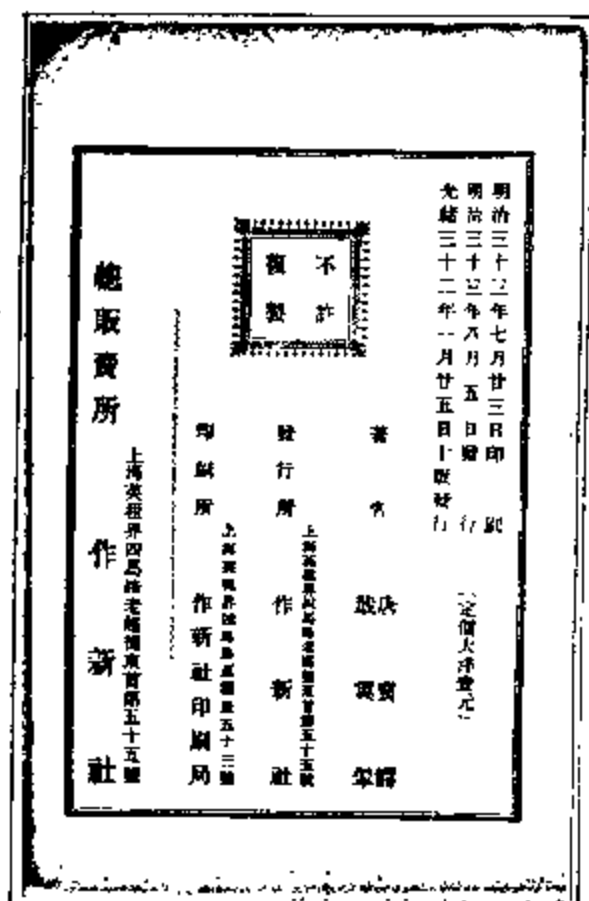 明治三十三年七月廿三日印刷
明治三十三年八月五日發行
光緒三十二年一月廿五日十版發行
定價大洋壹元
不許
複製
著者
戢翼翬
唐寶鍔
發行所
上海英租界四馬路老巡捕房東首第五十五號
作新社
印刷所
作新社印刷局
總販賣所
上海英租界四馬路老巡捕房東首第五十五號
作新社